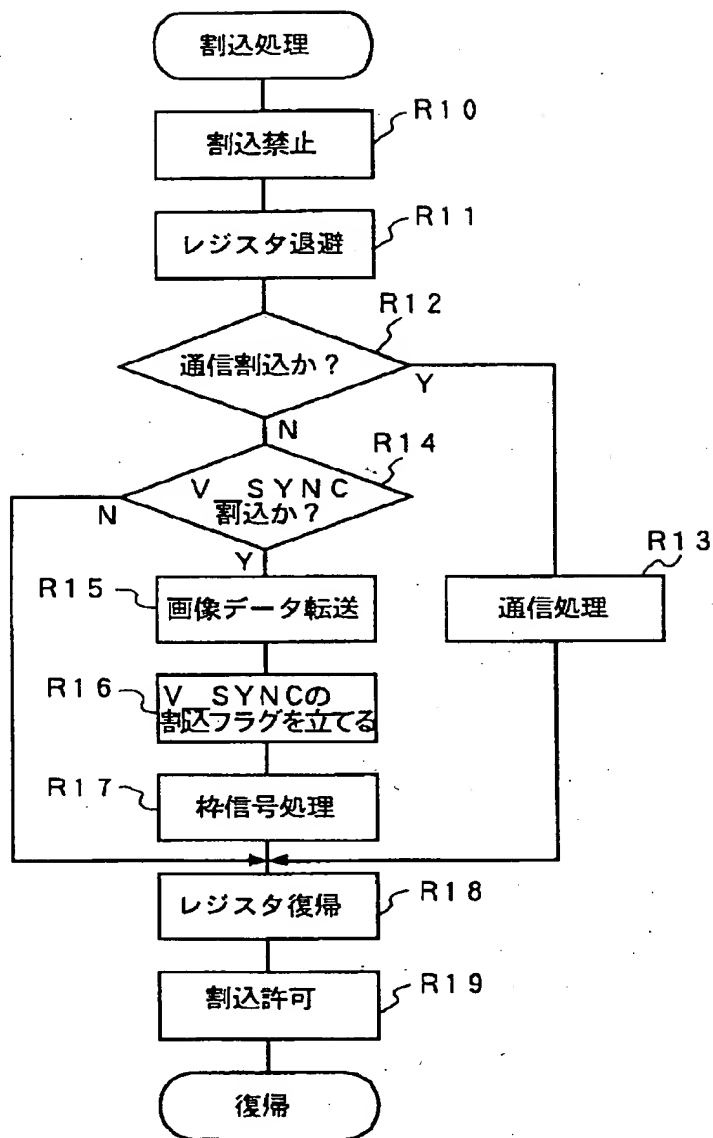 割込処理
R10
割込禁止
R11
レジスタ退避
R12
通信割込か?
Y
N
R14
V_SYNC
割込か?
N
Y
R13
通信処理
R15
画像データ転送
R16
V_SYNCの
割込フラグを立てる
R17
枠信号処理
レジスタ復帰
R18
割込許可
R19
復帰